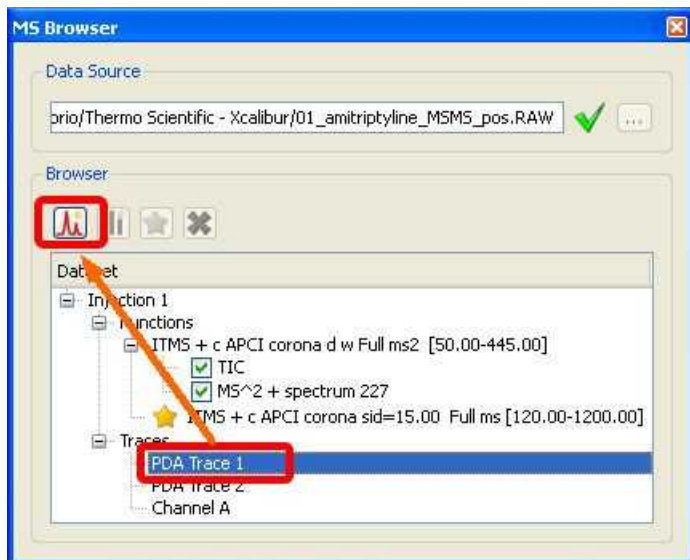 MS Browser
Data Source
orio/Thermo Scientific - Xcalibur/01_amitriptyline_MSMS_pos.RAW
...
Browser
Dataset
Injection 1
Functions
ITMS + c APCI corona d w Full ms2 [50.00-445.00]
TIC
MS^2 + spectrum 227
ITMS + c APCI corona sid=15.00 Full ms [120.00-1200.00]
Traces
PDA Trace 1
PDA Trace 2
Channel A